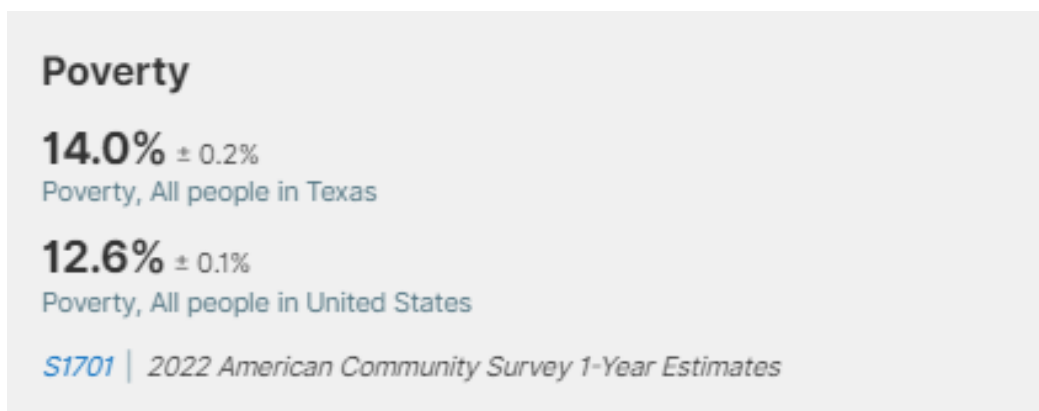 Poverty
14.0% ± 0.2%
Poverty, All people in Texas
12.6% ± 0.1%
Poverty, All people in United States
S1701 | 2022 American Community Survey 1-Year Estimates